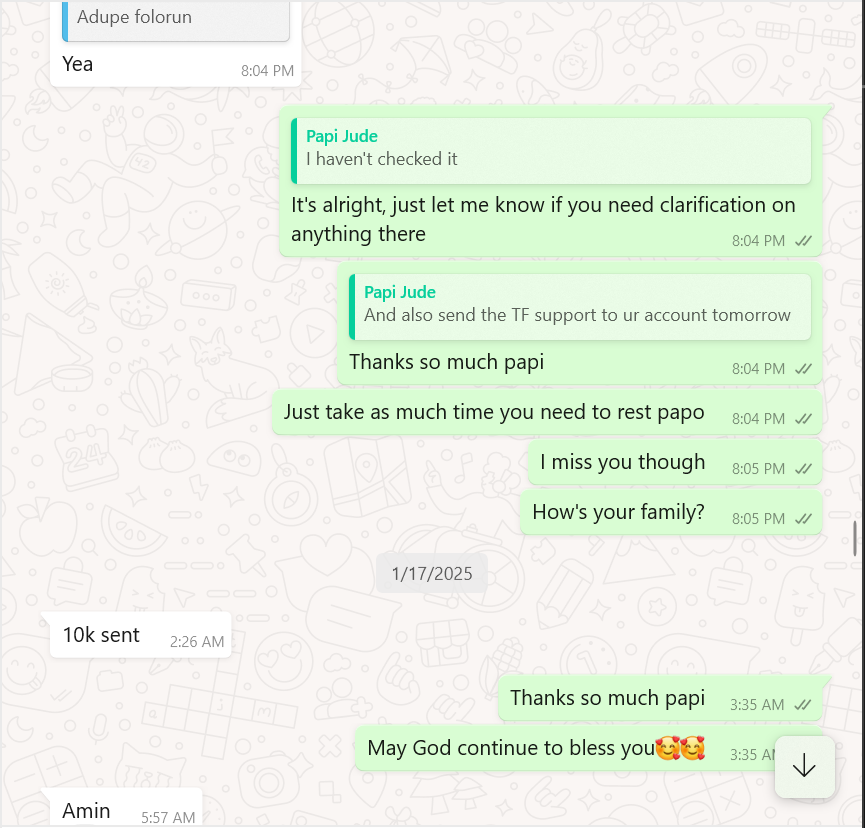 Adupe folorun
Yea
8:04 PM
Papi Jude
I haven't checked it
It's alright, just let me know if you need clarification on
anything there
8:04 PM
Papi Jude
And also send the TF support to ur account tomorrow
Thanks so much papi
8:04 PM
Just take as much time you need to rest papo
8:04 PM
I miss you though
8:05 PM
How's your family?
8:05 PM
1/17/2025
10k sent
2:26 AM
Thanks so much papi
3:35 AM
May God continue to bless you🥰🥰
3:35 AM
Amin
5:57 AM